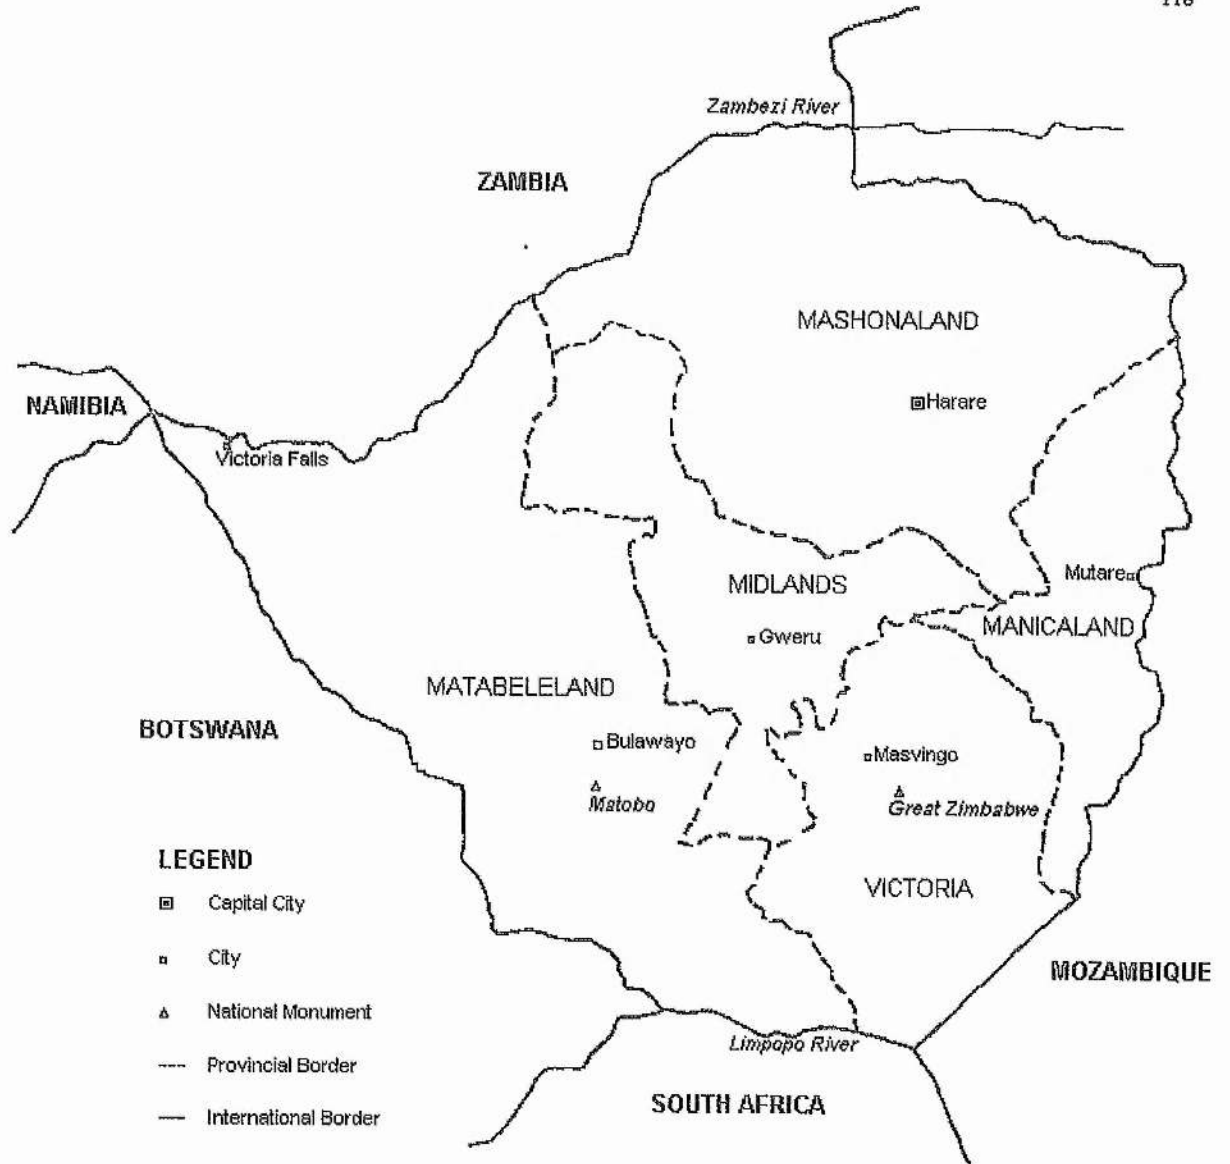 Zambezi River
ZAMBIA
MASHONALAND
NAMIBIA
Harare
Victoria Falls
Mutare
MIDLANDS
MANICALAND
Gweru
MATABELELAND
BOTSWANA
Bulawayo
Masvingo
Matobo
Great Zimbabwe
LEGEND
VICTORIA
Capital City
City
MOZAMBIQUE
National Monument
Limpopo River
Provincial Border
SOUTH AFRICA
International Border